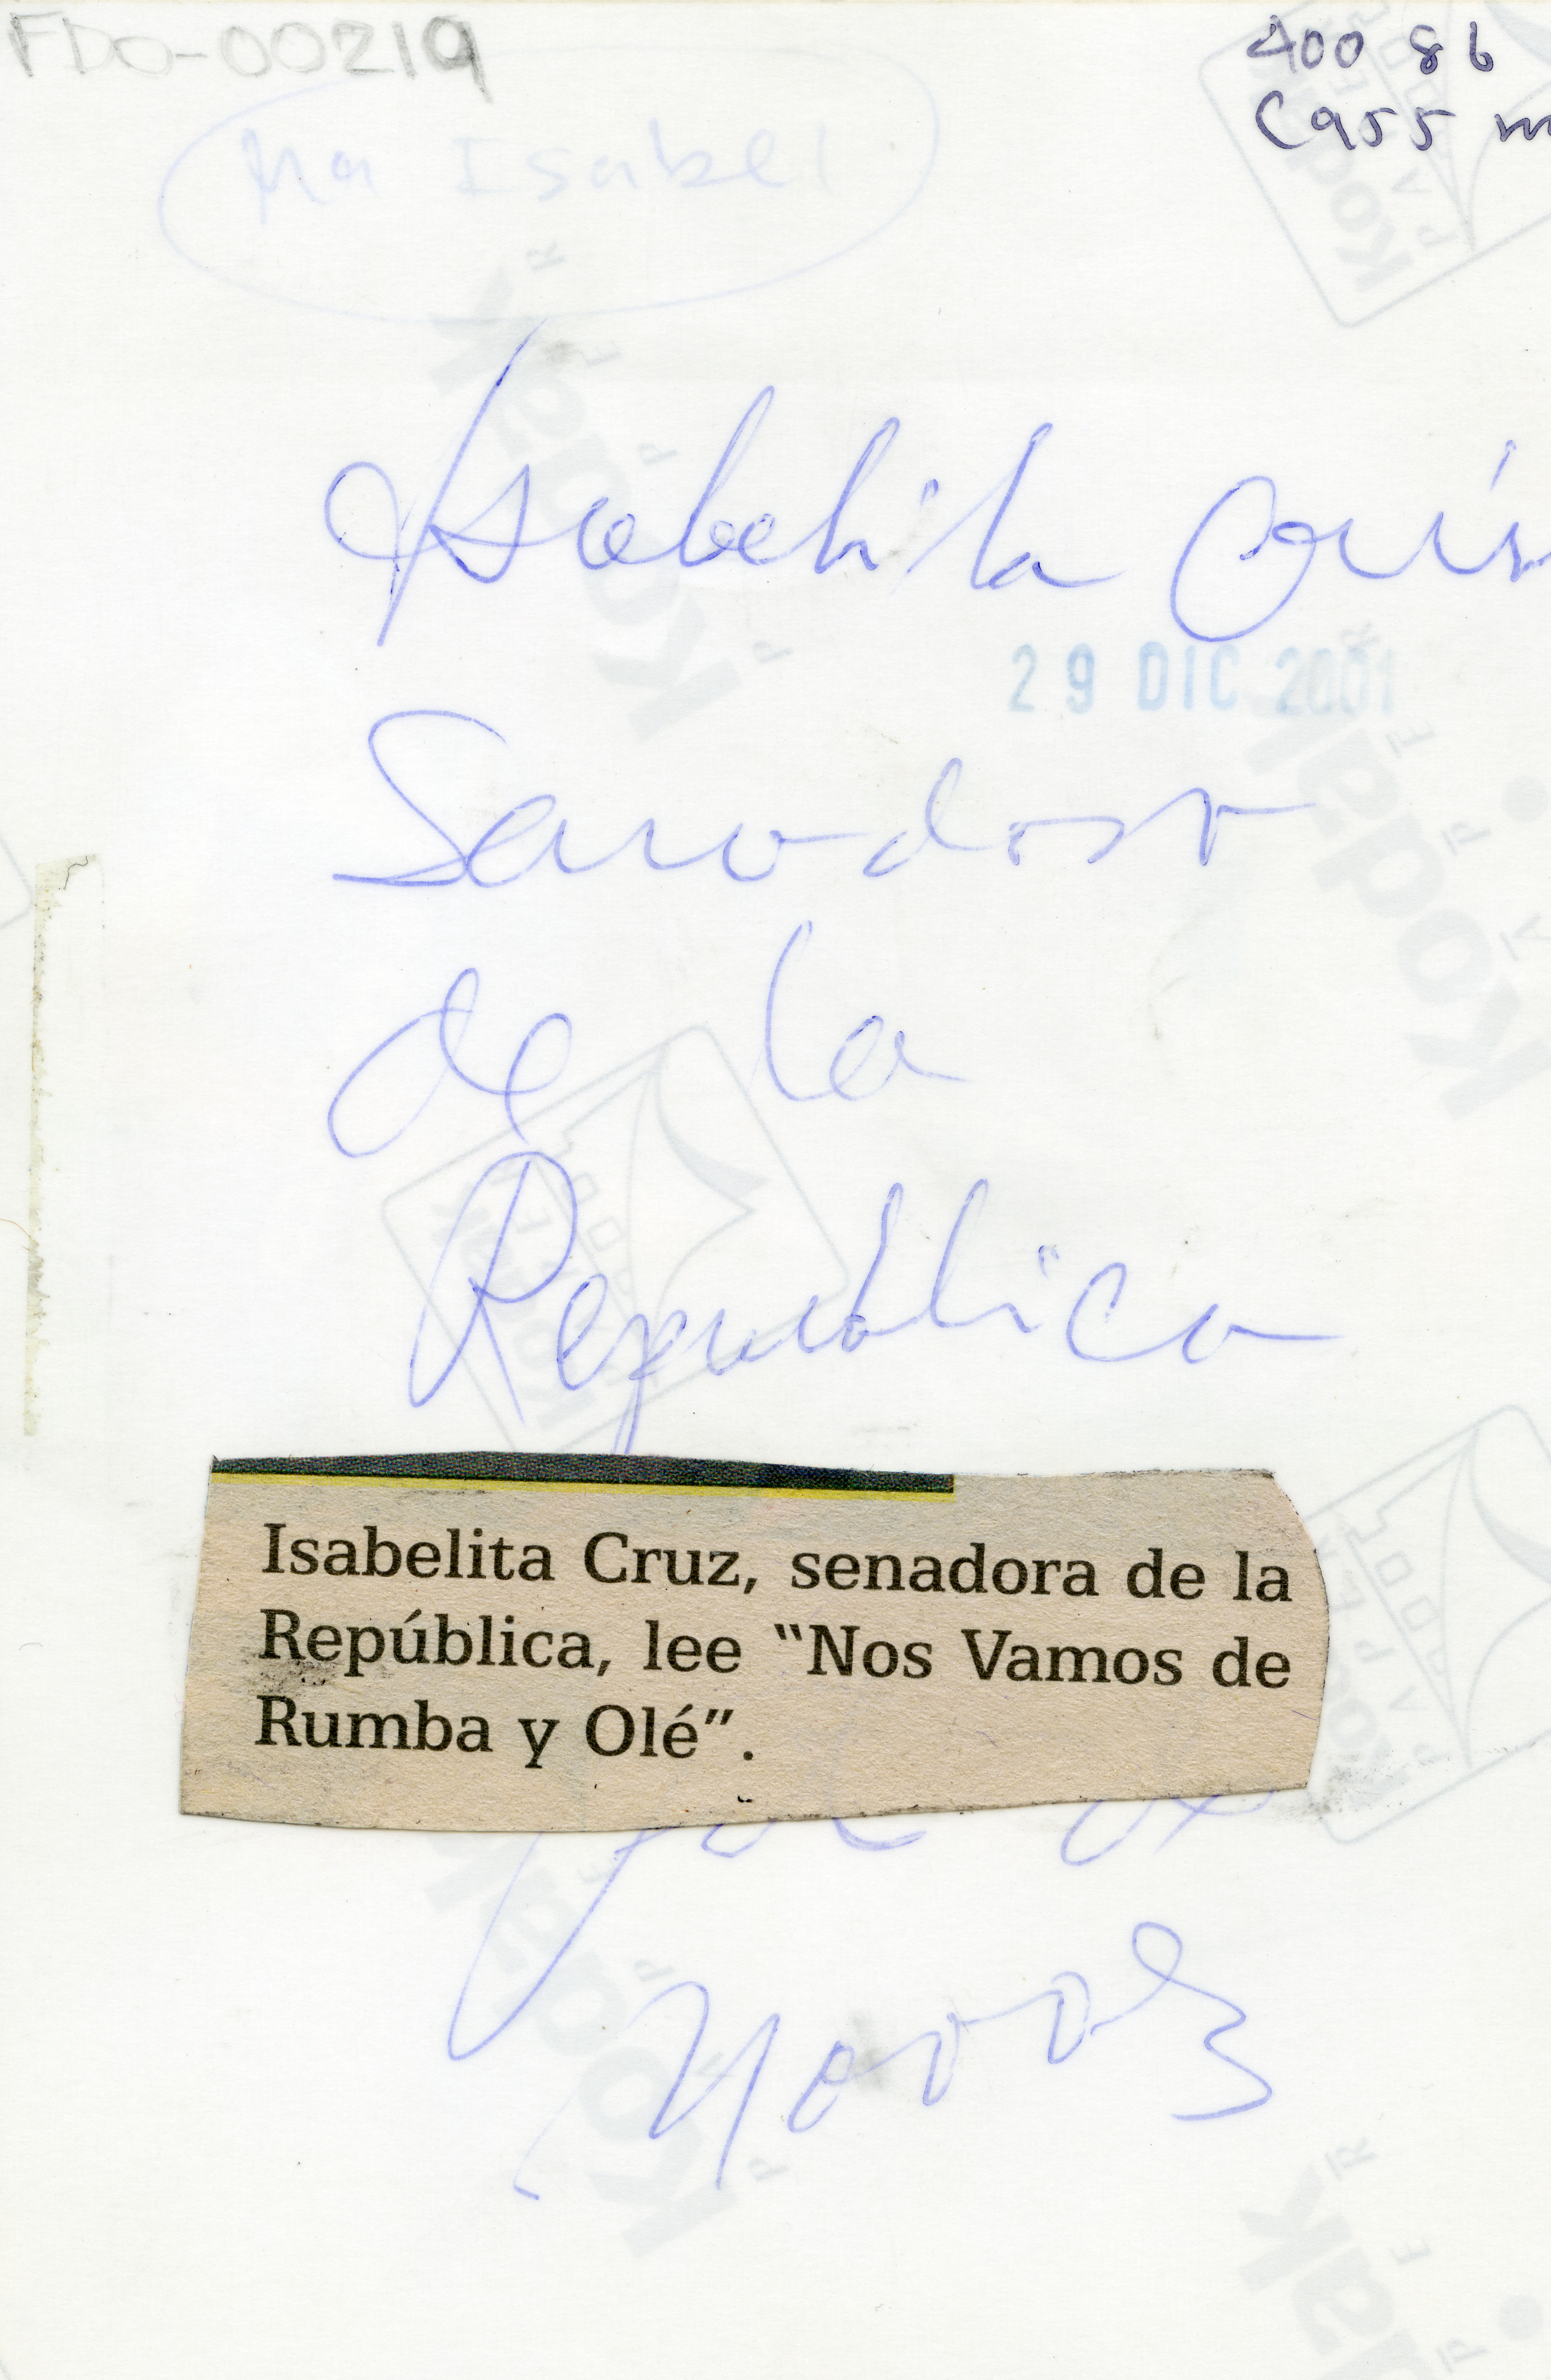 FDO-00219
400 86
C955 m
Ma Isabel
Isabelita
29 DIC 2001
Senadora
de la
República
Isabelita Cruz, senadora de la
República, lee “Nos Vamos de
Rumba y Olé”.
Kodak